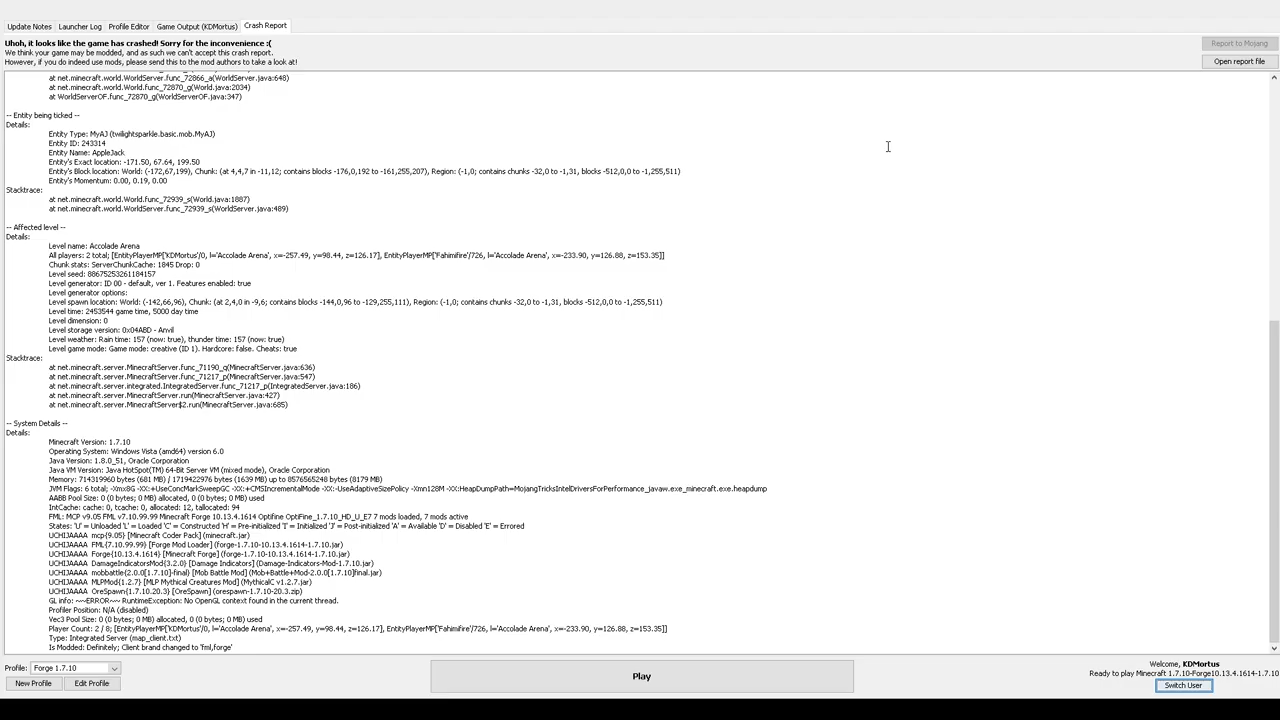 Update Notes Launcher Log Profile Editor Game Output (KDMortus) Crash Report
Uhoh, it looks like the game has crashed! Sorry for the inconvenience :(
Report to Mojang
We think your game may be modded, and as such we can't accept this crash report.
However, if you do indeed use mods, please send this to the mod authors to take a look at!
Open report file
at net.minecraft.world.WorldServer.func_72866_a(WorldServer.java:648)
at net.minecraft.world.World.func_72870_g(World.java:2034)
at WorldServerOF.func_72870_g(WorldServerOF.java:347)
-- Entity being ticked --
Details:
Entity Type: MyAJ (twilightsparkle.basic.mob.MyAJ)
Entity ID: 243314
Entity Name: AppleJack
Entity's Exact location: -171.50, 67.64, 199.50
Entity's Block location: World: (-172,67,199), Chunk: (at 4,4,7 in -11,12; contains blocks -176,0,192 to -161,255,207), Region: (-1,0; contains chunks -32,0 to -1,31, blocks -512,0,0 to -1,255,511)
Entity's Momentum: 0.00, 0.19, 0.00
Stacktrace:
at net.minecraft.world.World.func_72939_s(World.java:1887)
at net.minecraft.world.WorldServer.func_72939_s(WorldServer.java:489)
-- Affected level --
Details:
Level name: Accolade Arena
All players: 2 total; [EntityPlayerMP['KDMortus'/0, l='Accolade Arena', x=-257.49, y=98.44, z=126.17], EntityPlayerMP['Fahimifire'/726, l='Accolade Arena', x=-233.90, y=126.88, z=153.35]]
Chunk stats: ServerChunkCache: 1845 Drop: 0
Level seed: 88675253261184157
Level generator: ID 00 - default, ver 1. Features enabled: true
Level generator options:
Level spawn location: World: (-142,66,96), Chunk: (at 2,4,0 in -9,6; contains blocks -144,0,96 to -129,255,111), Region: (-1,0; contains chunks -32,0 to -1,31, blocks -512,0,0 to -1,255,511)
Level time: 2453544 game time, 5000 day time
Level dimension: 0
Level storage version: 0x04ABD - Anvil
Level weather: Rain time: 157 (now: true), thunder time: 157 (now: true)
Level game mode: Game mode: creative (ID 1). Hardcore: false. Cheats: true
Stacktrace:
at net.minecraft.server.MinecraftServer.func_71190_q(MinecraftServer.java:636)
at net.minecraft.server.MinecraftServer.func_71217_p(MinecraftServer.java:547)
at net.minecraft.server.integrated.IntegratedServer.func_71217_p(IntegratedServer.java:186)
at net.minecraft.server.MinecraftServer.run(MinecraftServer.java:427)
at net.minecraft.server.MinecraftServer$2.run(MinecraftServer.java:685)
-- System Details --
Details:
Minecraft Version: 1.7.10
Operating System: Windows Vista (amd64) version 6.0
Java Version: 1.8.0_51, Oracle Corporation
Java VM Version: Java HotSpot(TM) 64-Bit Server VM (mixed mode), Oracle Corporation
Memory: 714319960 bytes (681 MB) / 1719422976 bytes (1639 MB) up to 8576565248 bytes (8179 MB)
JVM Flags: 6 total; -Xmx8G -XX:+UseConcMarkSweepGC -XX:+CMSIncrementalMode -XX:-UseAdaptiveSizePolicy -Xmn128M -XX:HeapDumpPath=MojangTricksIntelDriversForPerformance_javaw.exe_minecraft.exe.heapdump
AABB Pool Size: 0 (0 bytes; 0 MB) allocated, 0 (0 bytes; 0 MB) used
IntCache: cache: 0, tcache: 0, allocated: 12, tallocated: 94
FML: MCP v9.05 FML v7.10.99.99 Minecraft Forge 10.13.4.1614 Optifine OptiFine_1.7.10_HD_U_E7 7 mods loaded, 7 mods active
States: 'U' = Unloaded 'L' = Loaded 'C' = Constructed 'H' = Pre-initialized 'I' = Initialized 'J' = Post-initialized 'A' = Available 'D' = Disabled 'E' = Errored
UCHIJAAAA mcp{9.05} [Minecraft Coder Pack] (minecraft.jar)
UCHIJAAAA FML{7.10.99.99} [Forge Mod Loader] (forge-1.7.10-10.13.4.1614-1.7.10.jar)
UCHIJAAAA Forge{10.13.4.1614} [Minecraft Forge] (forge-1.7.10-10.13.4.1614-1.7.10.jar)
UCHIJAAAA DamageIndicatorsMod{3.2.0} [Damage Indicators] (Damage-Indicators-Mod-1.7.10.jar)
UCHIJAAAA mobbattle{2.0.0[1.7.10]-final} [Mob Battle Mod] (Mob+Battle+Mod-2.0.0[1.7.10]final.jar)
UCHIJAAAA MLPMod{1.2.7} [MLP Mythical Creatures Mod] (MythicalC v1.2.7.jar)
UCHIJAAAA OreSpawn{1.7.10.20.3} [OreSpawn] (orespawn-1.7.10-20.3.zip)
GL info: ~~ERROR~~ RuntimeException: No OpenGL context found in the current thread.
Profiler Position: N/A (disabled)
Vec3 Pool Size: 0 (0 bytes; 0 MB) allocated, 0 (0 bytes; 0 MB) used
Player Count: 2 / 8; [EntityPlayerMP['KDMortus'/0, l='Accolade Arena', x=-257.49, y=98.44, z=126.17], EntityPlayerMP['Fahimifire'/726, l='Accolade Arena', x=-233.90, y=126.88, z=153.35]]
Type: Integrated Server (map_client.txt)
Is Modded: Definitely; Client brand changed to 'fml,forge'
Profile: Forge 1.7.10
New Profile Edit Profile
Play
Welcome, KDMortus
Ready to play Minecraft 1.7.10-Forge10.13.4.1614-1.7.10
Switch User